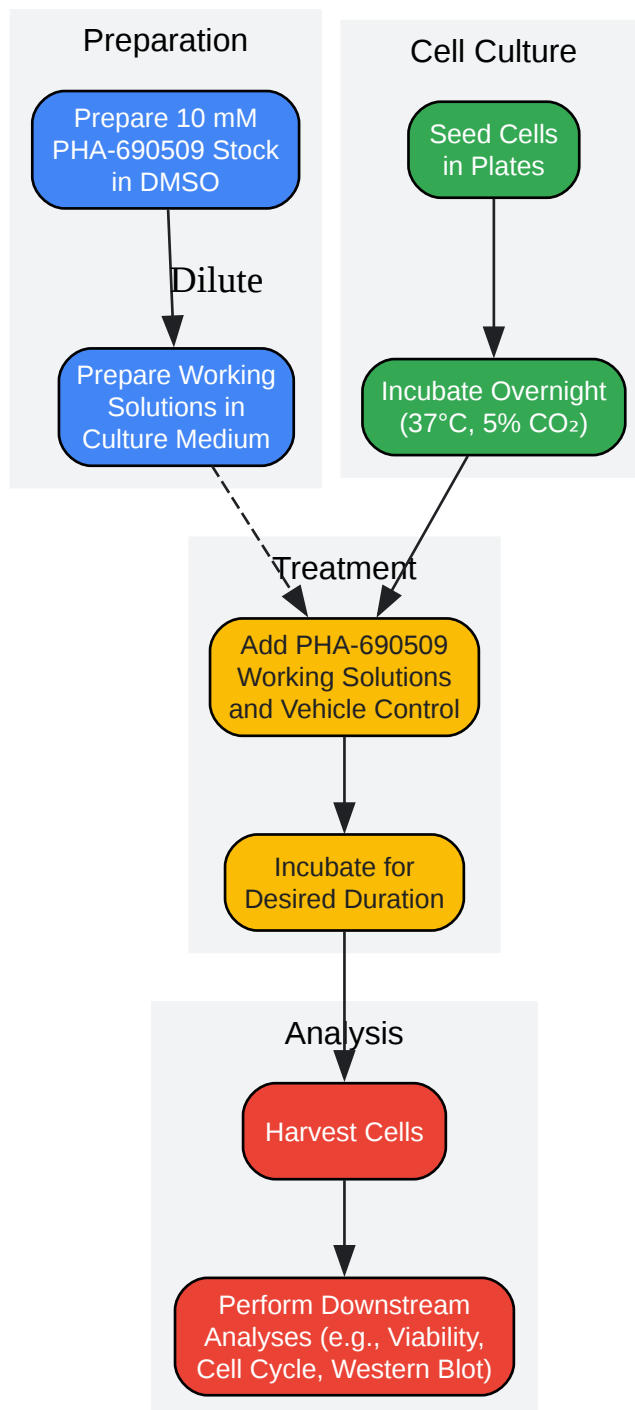 Preparation
Prepare 10 mM
PHA-690509 Stock
in DMSO
Dilute
Prepare Working
Solutions in
Culture Medium
Cell Culture
Seed Cells
in Plates
Incubate Overnight
(37°C, 5% CO₂)
Treatment
Add PHA-690509
Working Solutions
and Vehicle Control
Incubate for
Desired Duration
Analysis
Harvest Cells
Perform Downstream
Analyses (e.g., Viability,
Cell Cycle, Western Blot)